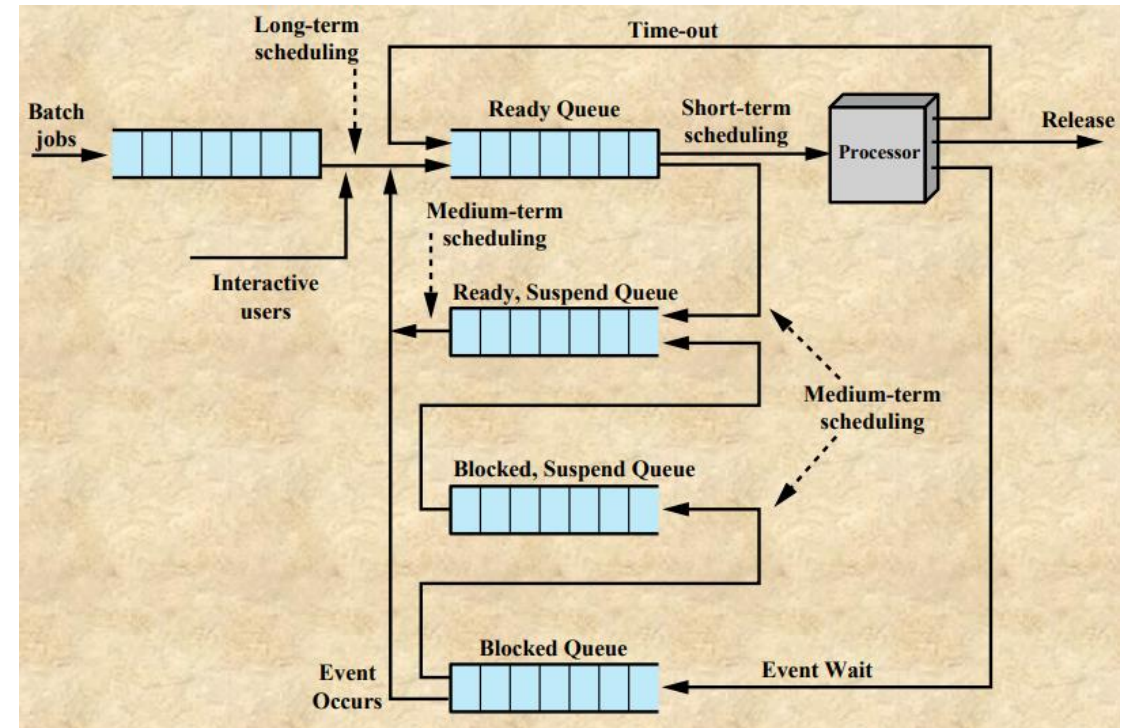 Long-term
scheduling
Time-out
Batch
jobs
Ready Queue
Short-term
scheduling
Processor
Release
Medium-term
scheduling
Interactive
users
Ready, Suspend Queue
Medium-term
scheduling
Blocked, Suspend Queue
Blocked Queue
Event
Occurs
Event Wait